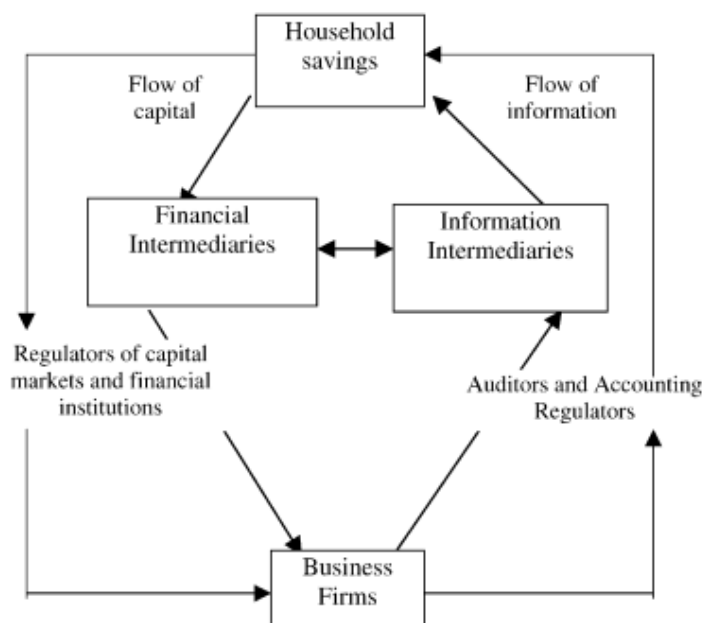 Household
savings
Flow of
capital
Flow of
information
Financial
Intermediaries
Information
Intermediaries
Regulators of capital
markets and financial
institutions
Auditors and Accounting
Regulators
Business
Firms